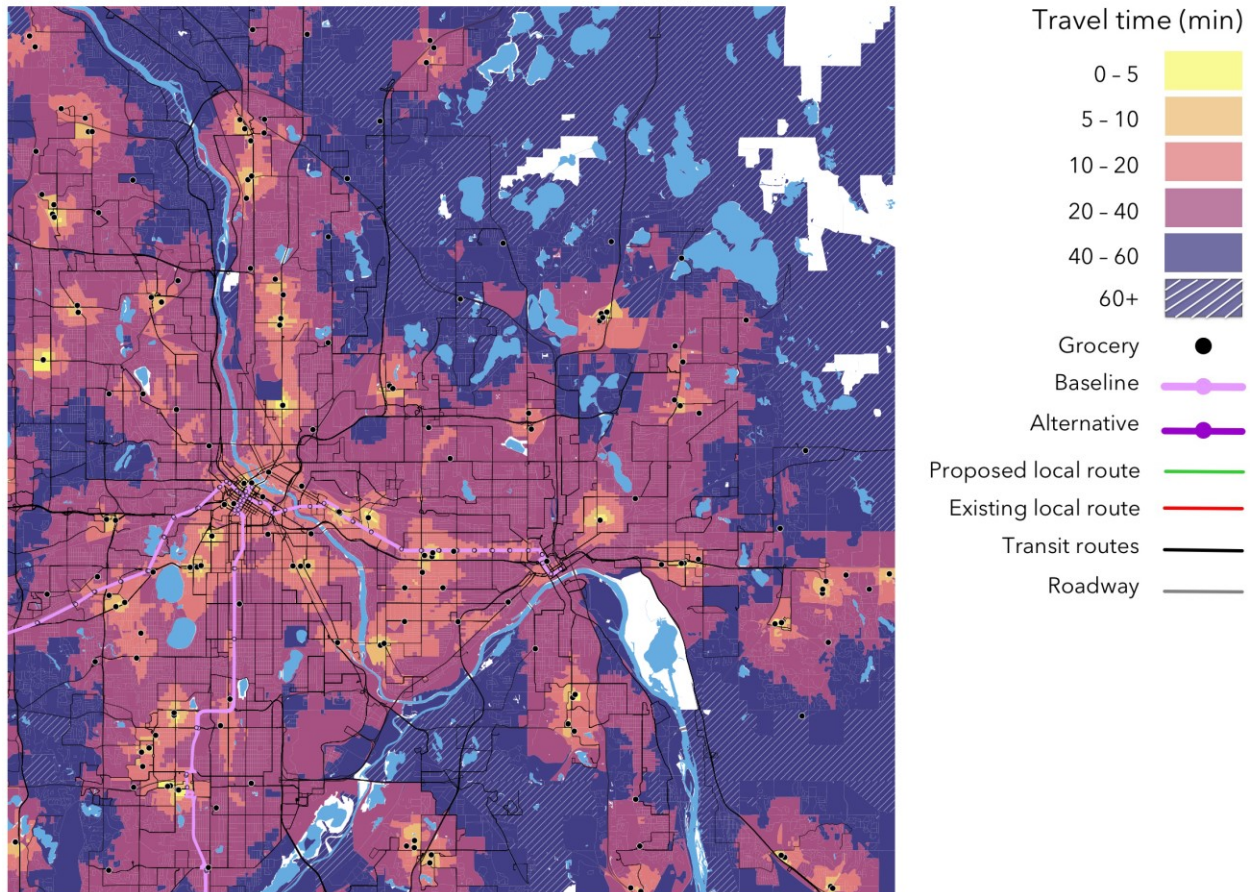 Travel time (min)
0 – 5
5 – 10
10 – 20
20 – 40
40 – 60
60+
Grocery
Baseline
Alternative
Proposed local route
Existing local route
Transit routes
Roadway